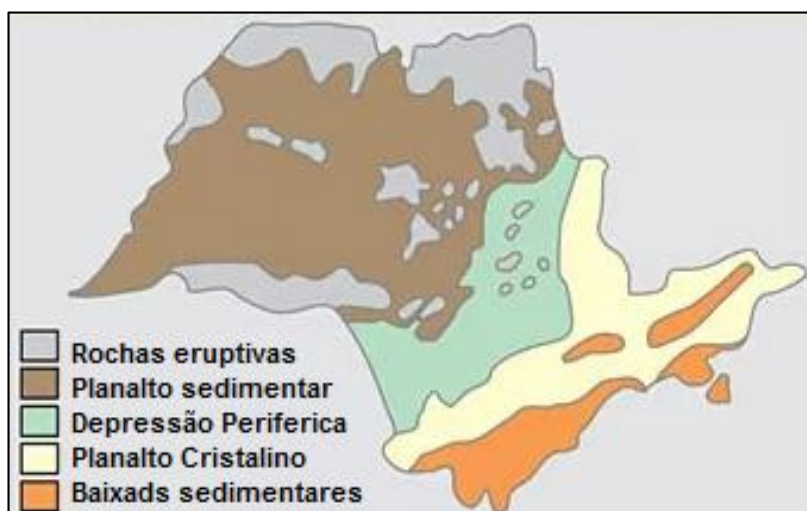 Rochas eruptivas
Planalto sedimentar
Depressão Periferica
Planalto Cristalino
Baixads sedimentares